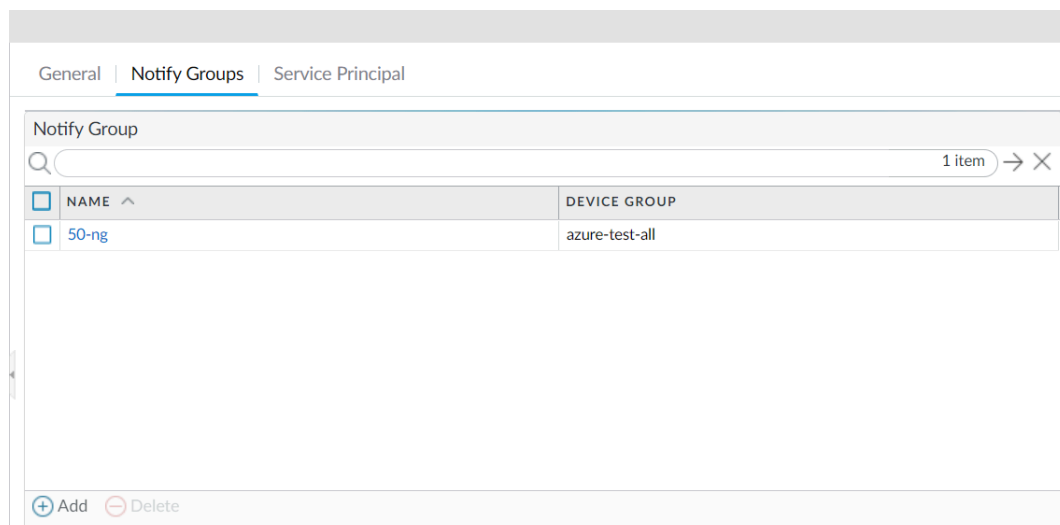 General Notify Groups Service Principal
Notify Group
1 item
NAME DEVICE GROUP
50-ng azure-test-all
Add Delete